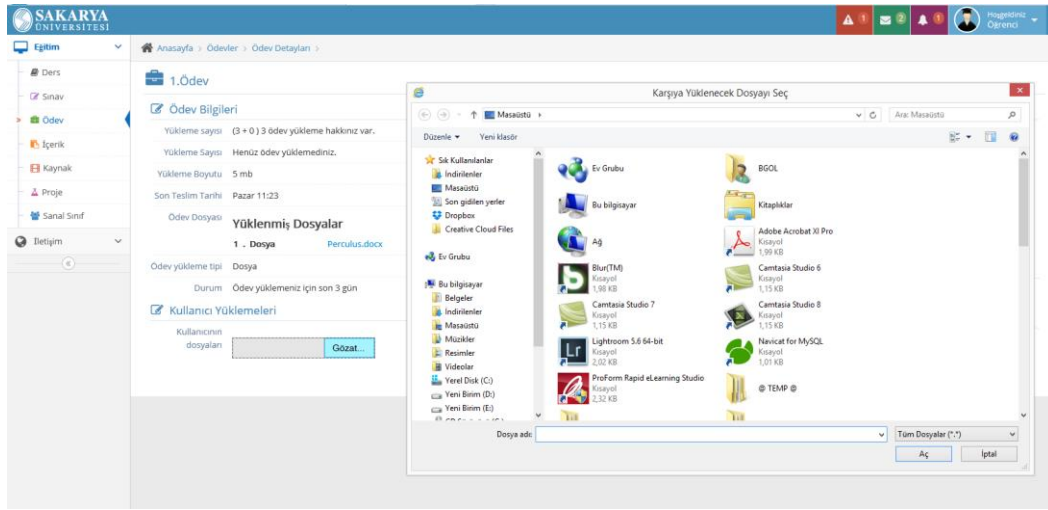 SAKARYA
ÜNİVERSİTESİ
1
2
1
Hoşgeldiniz
Öğrenci
Eğitim
Anasayfa > Ödevler > Ödev Detayları >
Ders
Sınav
Ödev
İçerik
Kaynak
Proje
Sanal Sınıf
İletişim
1.Ödev
Ödev Bilgileri
Yükleme sayısı (3 + 0) 3 ödev yükleme hakkınız var.
Yükleme Sayısı Henüz ödev yüklemediniz.
Yükleme Boyutu 5 mb
Son Teslim Tarihi Pazar 11:23
Ödev Dosyası Yüklenmiş Dosyalar
1 . Dosya Perculus.docx
Ödev yükleme tipi Dosya
Durum Ödev yüklemeniz için son 3 gün
Kullanıcı Yüklemeleri
Kullanıcının
dosyaları
Gözat...
Karşıya Yüklenecek Dosyayı Seç
Masaüstü
Ara: Masaüstü
Düzenle Yeni klasör
Sık Kullanılanlar
İndirilenler
Masaüstü
Son gidilen yerler
Dropbox
Creative Cloud Files
Ev Grubu
Bu bilgisayar
Belgeler
İndirilenler
Masaüstü
Müzikler
Resimler
Videolar
Yerel Disk (C:)
Yeni Birim (D:)
Yeni Birim (E:)
Ev Grubu
BGOL
Bu bilgisayar
Kitaplıklar
Ağ
Adobe Acrobat XI Pro
Kısayol
1,99 KB
Blur(TM)
Kısayol
1,98 KB
Camtasia Studio 6
Kısayol
1,15 KB
Camtasia Studio 7
Kısayol
1,15 KB
Camtasia Studio 8
Kısayol
1,15 KB
Lightroom 5.6 64-bit
Kısayol
2,02 KB
Navicat for MySQL
Kısayol
1,01 KB
ProForm Rapid eLearning Studio
Kısayol
2,32 KB
@ TEMP @
Dosya adı:
Tüm Dosyalar (*.*)
Aç
İptal